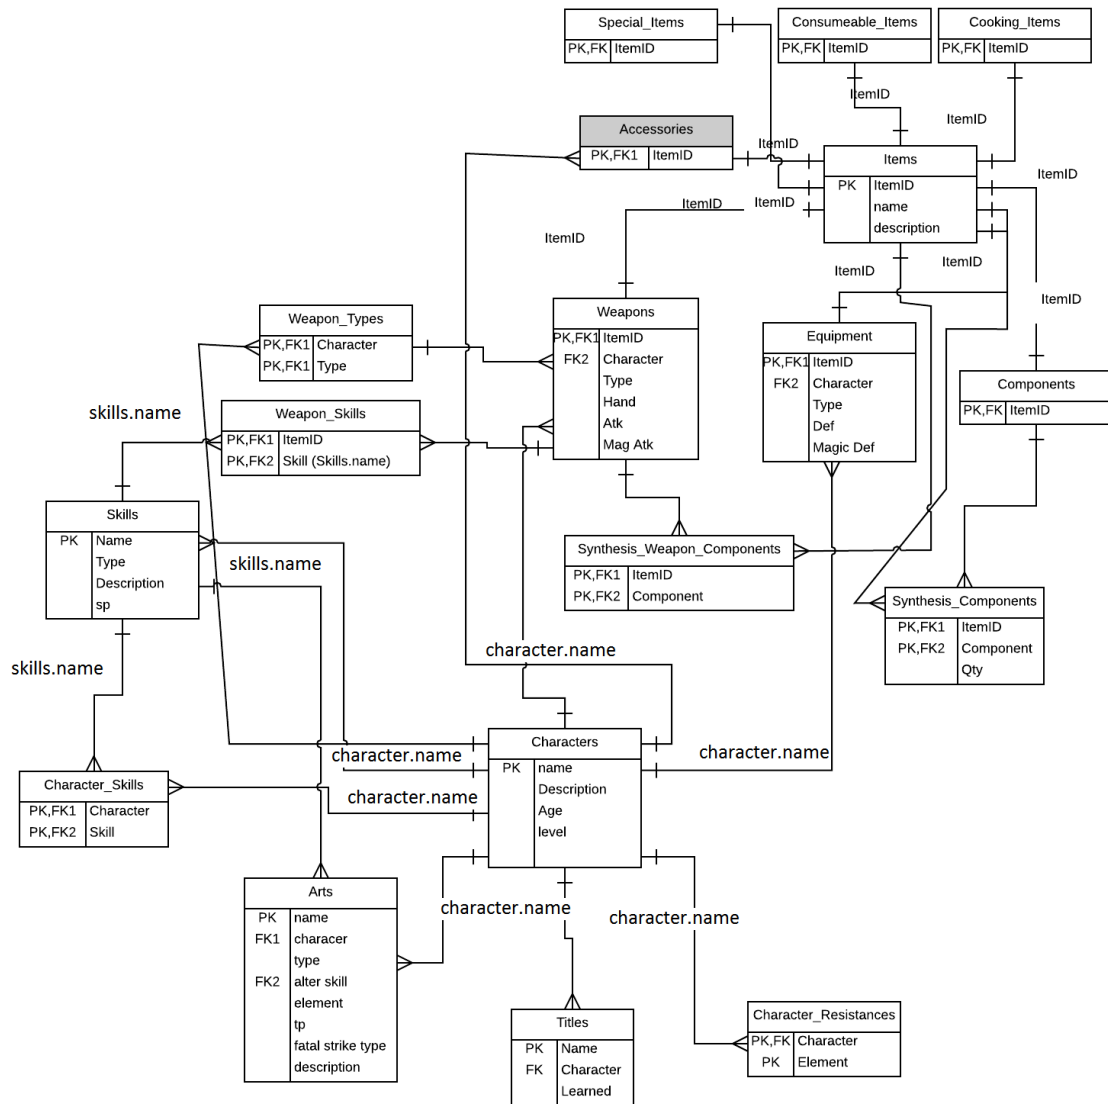 Special_Items
PK,FK ItemID
Consumeable_Items
PK,FK ItemID
Cooking_Items
PK,FK ItemID
ItemID
ItemID
Accessories
PK,FK1 ItemID
ItemID
Items
PK ItemID
name
description
ItemID
ItemID
ItemID
ItemID
ItemID
ItemID
ItemID
Weapon_Types
PK,FK1 Character
PK,FK1 Type
Weapons
PK,FK1 ItemID
FK2 Character
Type
Hand
Atk
Mag Atk
Equipment
PK,FK1 ItemID
FK2 Character
Type
Def
Magic Def
Components
PK,FK ItemID
skills.name
Weapon_Skills
PK,FK1 ItemID
PK,FK2 Skill (Skills.name)
Skills
PK Name
Type
Description
sp
skills.name
Synthesis_Weapon_Components
PK,FK1 ItemID
PK,FK2 Component
Synthesis_Components
PK,FK1 ItemID
PK,FK2 Component
Qty
skills.name
character.name
Characters
PK name
Description
Age
level
character.name
character.name
character.name
Character_Skills
PK,FK1 Character
PK,FK2 Skill
Arts
PK name
FK1 characer
type
FK2 alter skill
element
tp
fatal strike type
description
character.name
character.name
Titles
PK Name
FK Character
Learned
Character_Resistances
PK,FK Character
PK Element